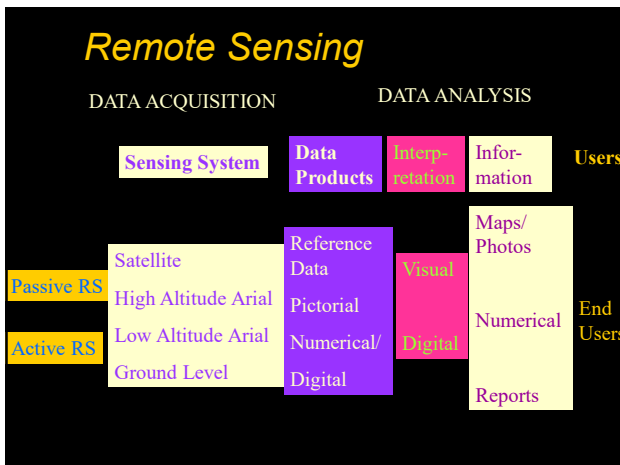 Remote Sensing
DATA ACQUISITION
DATA ANALYSIS
Sensing System
Data
Products
Interp-
retation
Infor-
mation
Users
Passive RS
Active RS
Satellite
High Altitude Arial
Low Altitude Arial
Ground Level
Reference
Data
Pictorial
Numerical/
Digital
Visual
Digital
Maps/
Photos
Numerical
Reports
End
Users